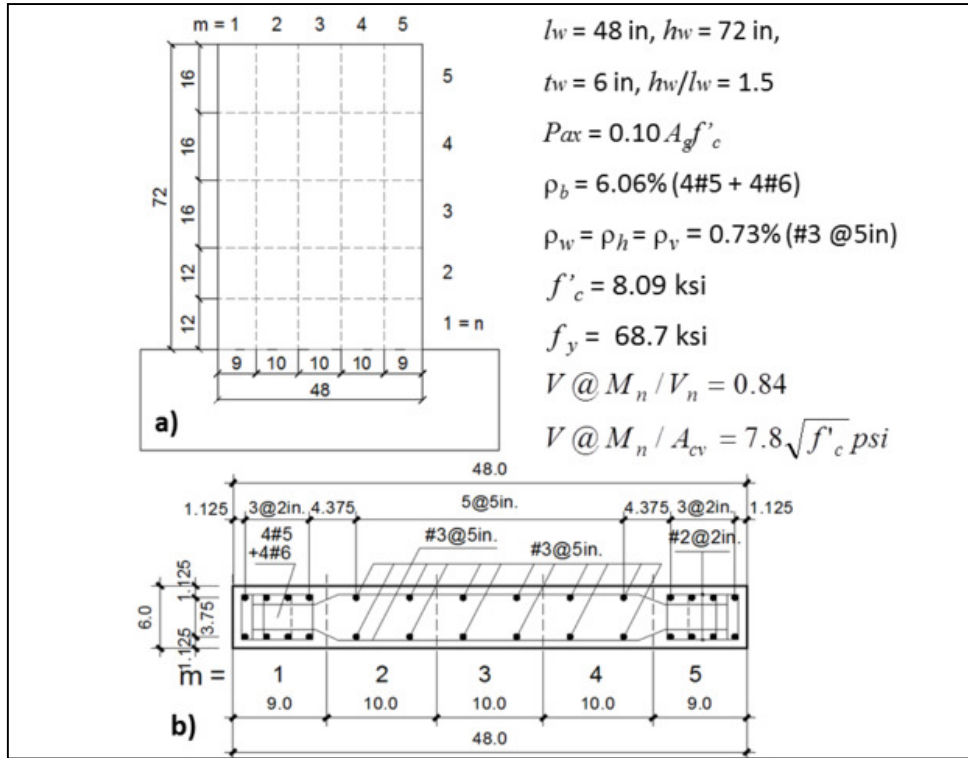 m = 1 2 3 4 5
16
16
16
12
12
72
5
4
3
2
1 = n
9 10 10 10 9
48
a)
lw = 48 in, hw = 72 in,
tw = 6 in, hw/lw = 1.5
Pax = 0.10 Agf'c
ρb = 6.06% (4#5 + 4#6)
ρw = ρh = ρv = 0.73% (#3 @5in)
f'c = 8.09 ksi
fy = 68.7 ksi
V @ Mn / Vn = 0.84
V @ Mn / Acv = 7.8√f'c psi
48.0
1.125 3@2in. 4.375 5@5in. 4.375 3@2in. 1.125
4#5
+4#6
#3@5in. #3@5in. #2@2in.
1.125
6.0 3.75
1.125
m = 1 2 3 4 5
9.0 10.0 10.0 10.0 9.0
b)
48.0